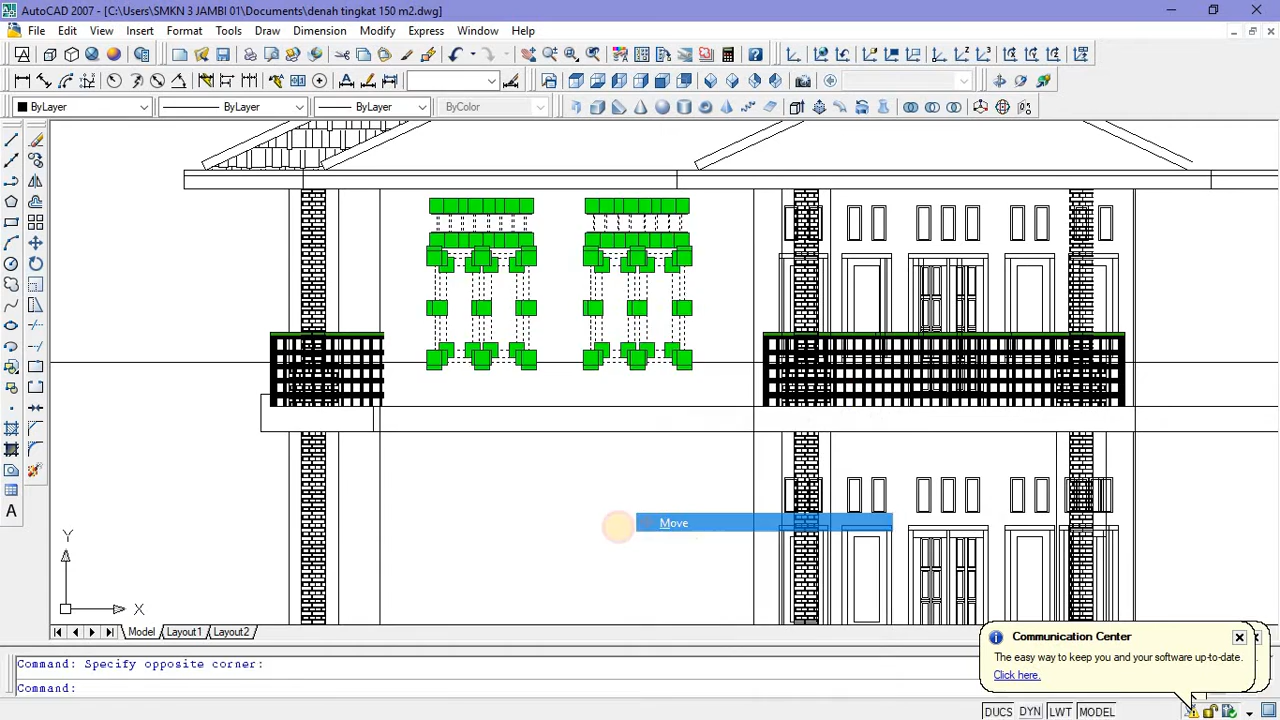 AutoCAD 2007 - [C:\Users\SMKN 3 JAMBI 01\Documents\denah tingkat 150 m2.dwg]
File Edit View Insert Format Tools Draw Dimension Modify Express Window Help
ByLayer ByLayer ByLayer ByColor
A
Move
Y
X
Model Layout1 Layout2
Communication Center
The easy way to keep you and your software up-to-date.
Click here.
Command: Specify opposite corner:
Command:
DUCS DYN LWT MODEL